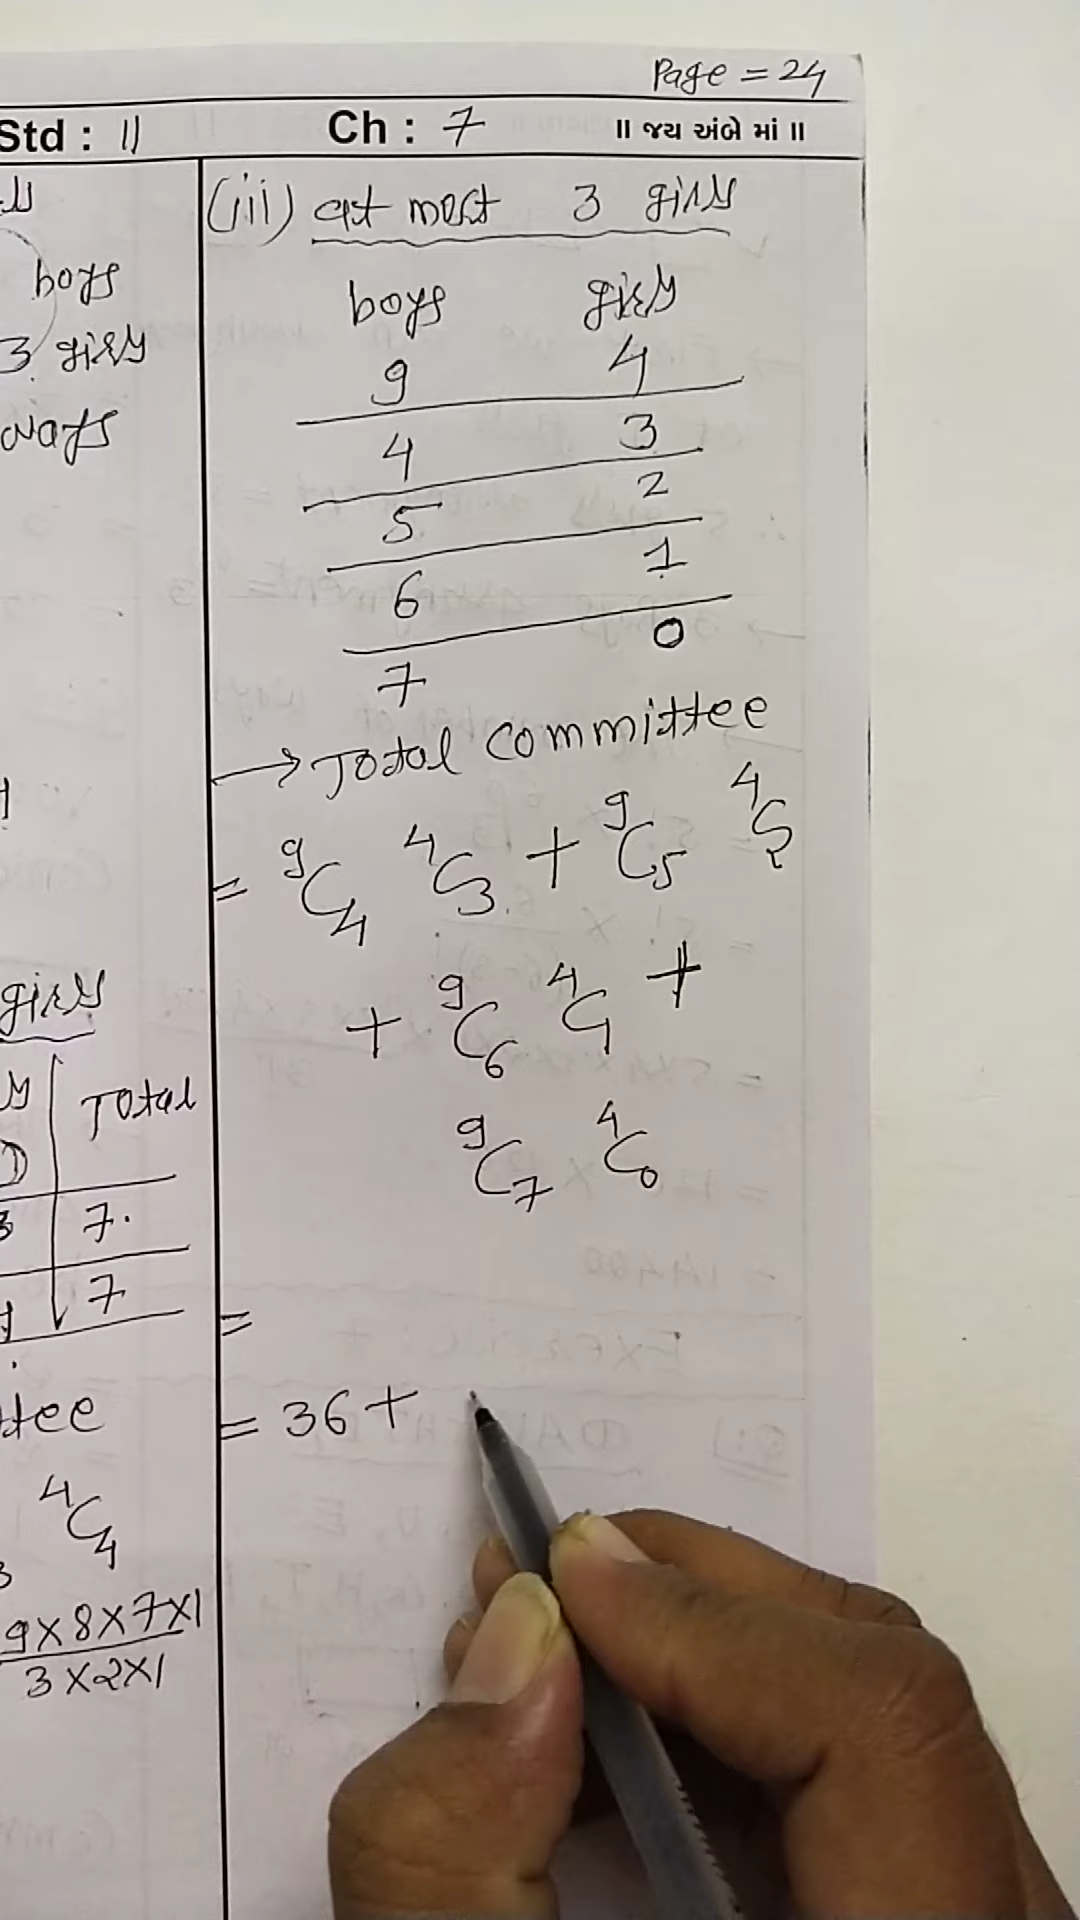 Page = 24
Std : 11 Ch : 7 ॥ જય અંબે માં ॥
boys
3 girls
ways
girls
Total
3 7.
7
ttee
4C4
9×8×7×1
3×2×1
(iii) at most 3 girls
boys girls
9 4
4 3
5 2
6 1
7 0
→ Total committee
= 9C4 4C3 + 9C5 4C2
+ 9C6 4C1 +
9C7 4C0
=
= 36 +